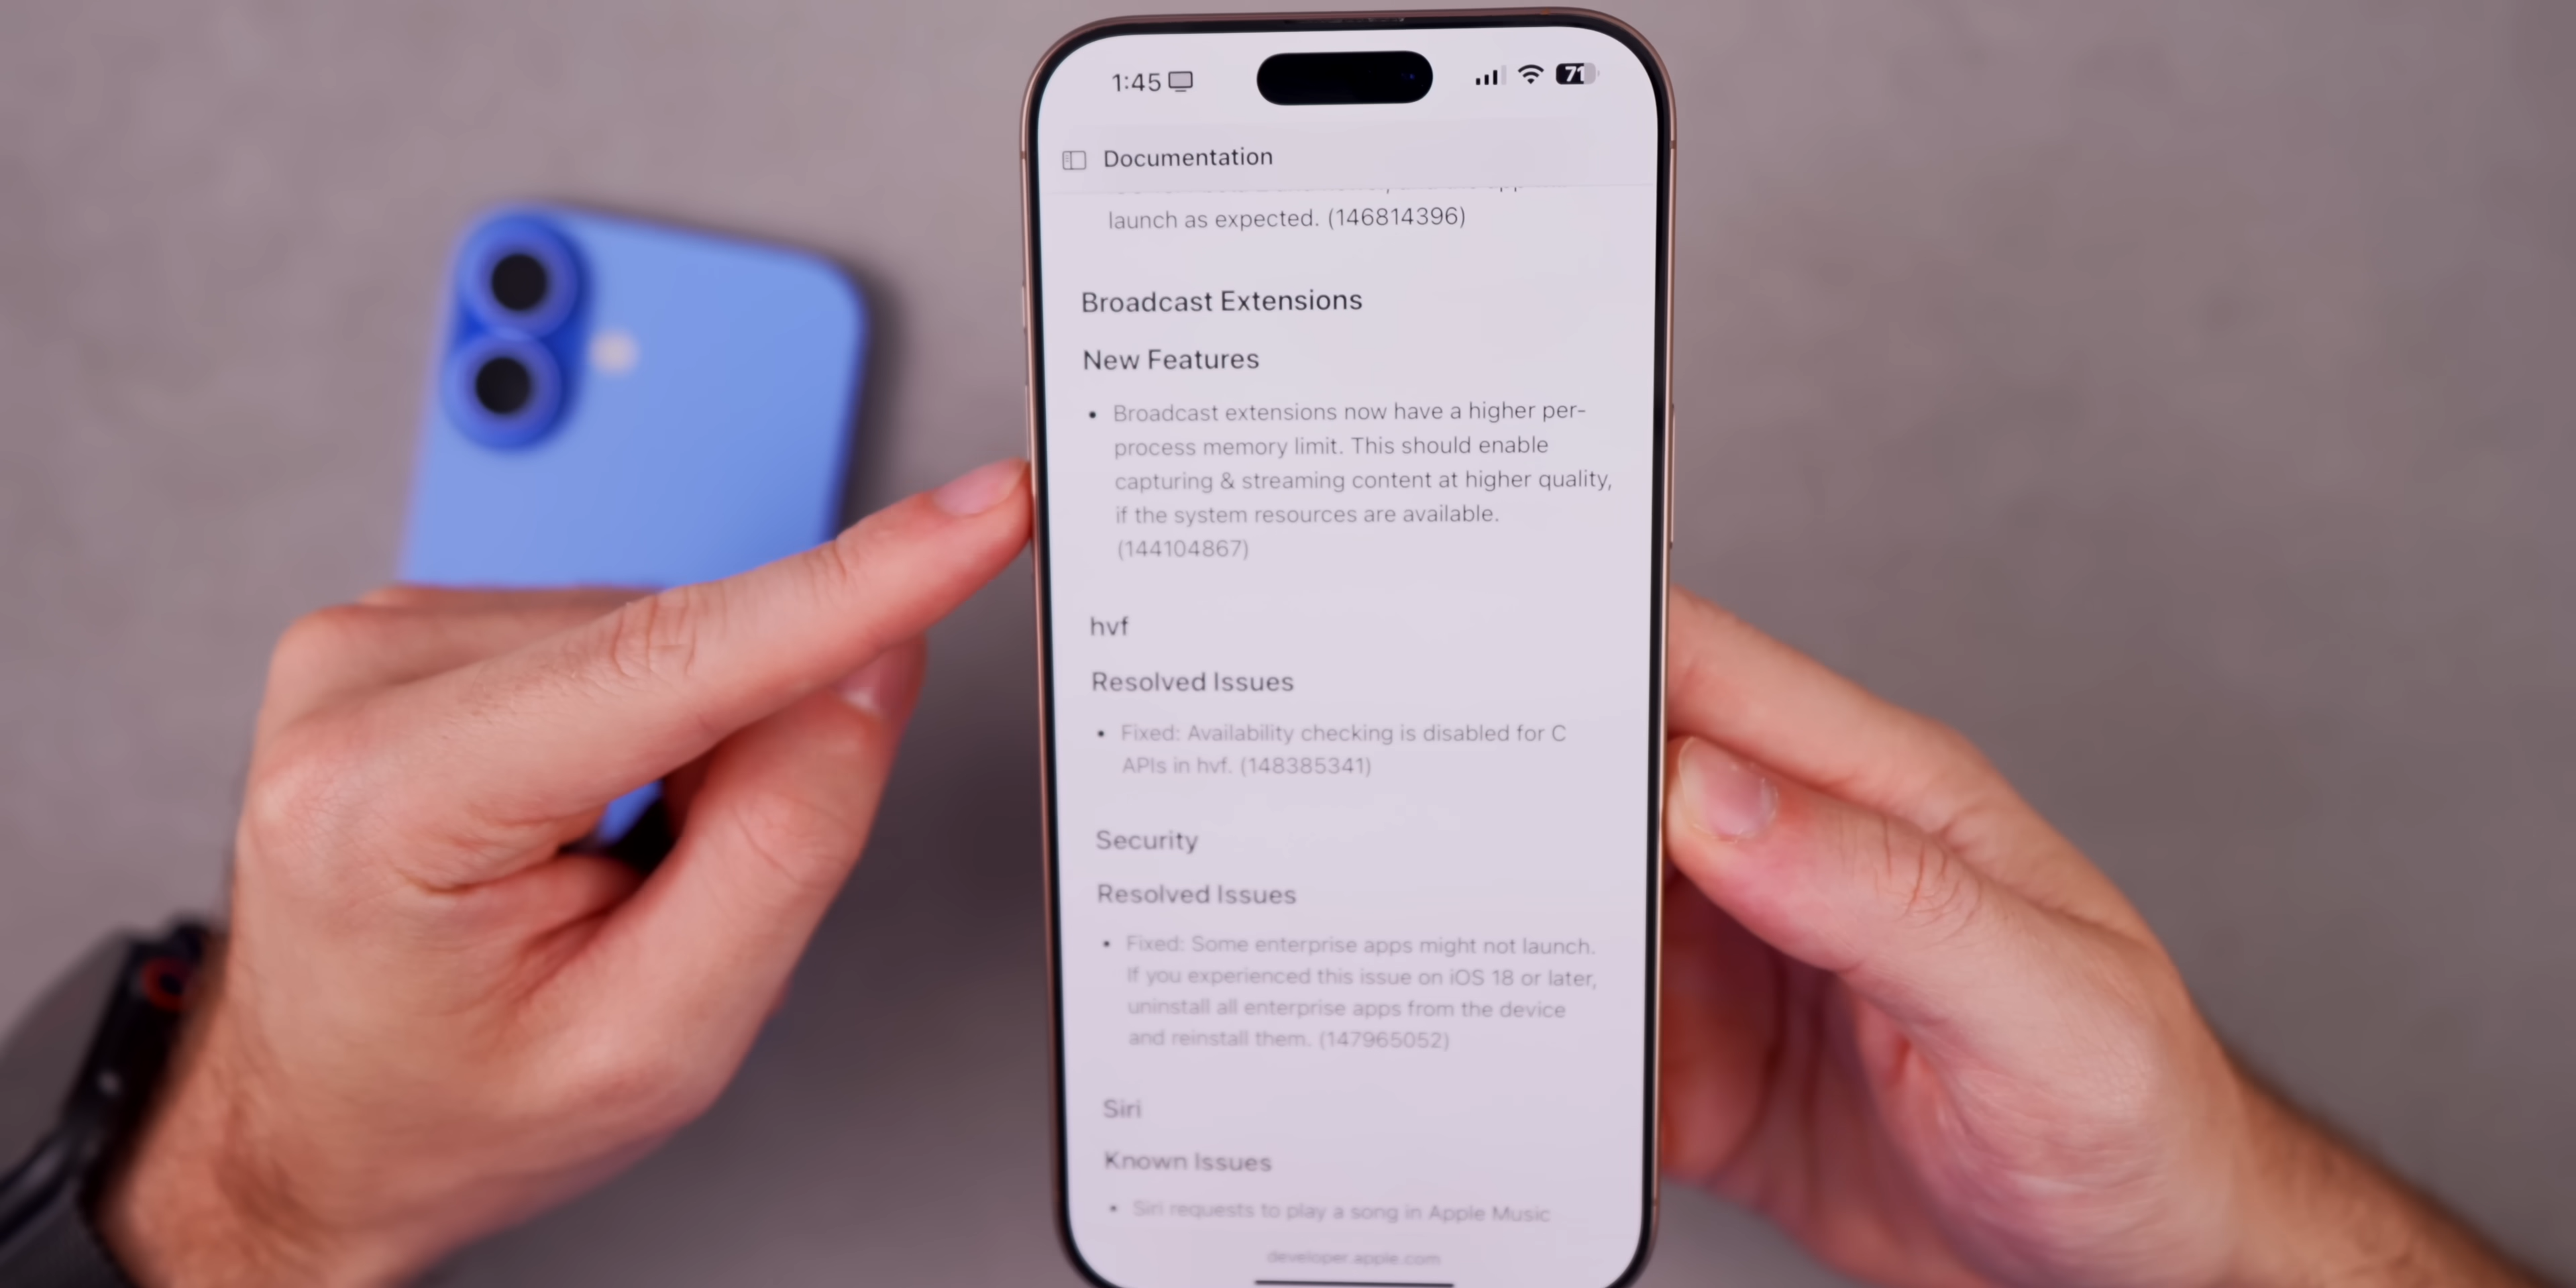 1:45
71
Documentation
launch as expected. (146814396)
Broadcast Extensions
New Features
• Broadcast extensions now have a higher per-
process memory limit. This should enable
capturing & streaming content at higher quality,
if the system resources are available.
(144104867)
hvf
Resolved Issues
• Fixed: Availability checking is disabled for C
APIs in hvf. (148385341)
Security
Resolved Issues
• Fixed: Some enterprise apps might not launch.
If you experienced this issue on iOS 18 or later,
uninstall all enterprise apps from the device
and reinstall them. (147965052)
Siri
Known Issues
• Siri requests to play a song in Apple Music
developer.apple.com